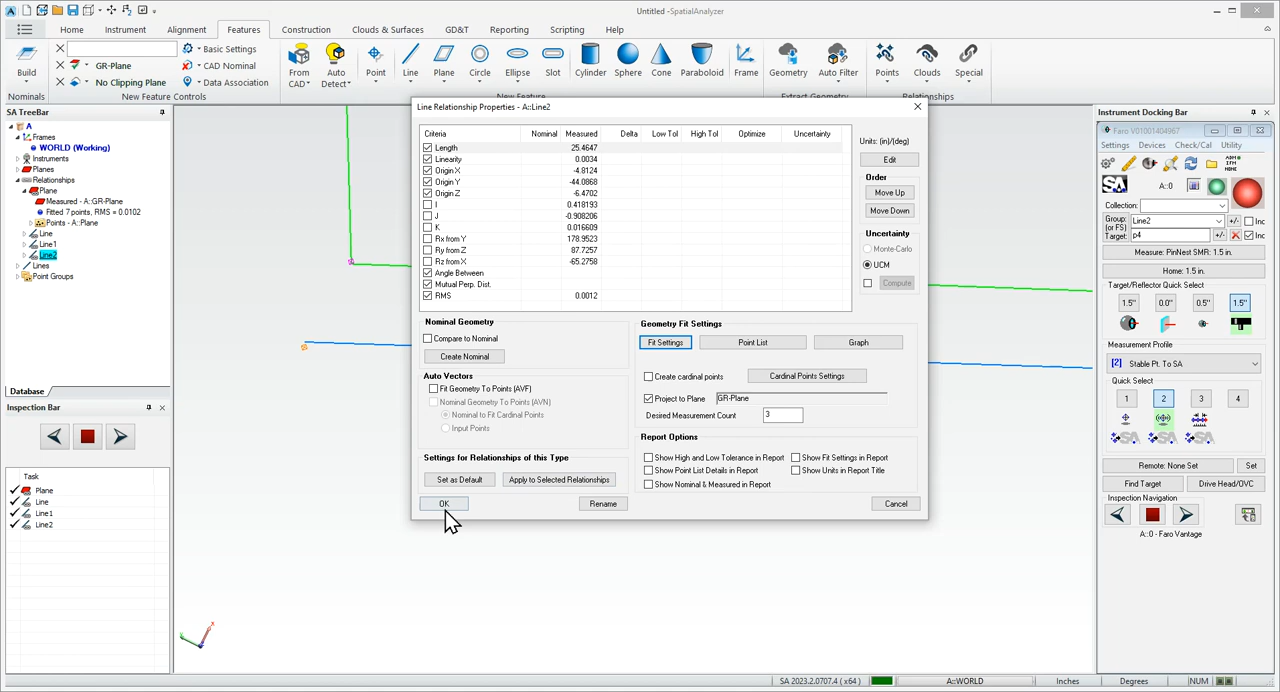 Untitled -SpatialAnalyzer
Home Instrument Alignment Features Construction Clouds & Surfaces GD&T Reporting Scripting Help
Build
Nominals
GR-Plane
No Clipping Plane
Basic Settings
CAD Nominal
Data Association
New Feature Controls
From CAD
Auto Detect
Point
Line
Plane
Circle
Ellipse
Slot
Cylinder
Sphere
Cone
Paraboloid
Frame
New Feature
Geometry
Auto Filter
Extract Geometry
Points
Clouds
Special
Relationships
SA TreeBar
A
Frames
WORLD (Working)
Instruments
Planes
Relationships
Plane
Measured - A::GR-Plane
Fitted 7 points, RMS = 0.0102
Points - A::Plane
Line
Line1
Line2
Lines
Point Groups
Database
Inspection Bar
Task
Plane
Line
Line1
Line2
Line Relationship Properties - A::Line2
Criteria Nominal Measured Delta Low Tol High Tol Optimize Uncertainty
Length 25.4647
Linearity 0.0034
Origin X -4.8124
Origin Y -44.0868
Origin Z -6.4702
I 0.418193
J -0.908206
K 0.016609
Rx from Y 178.9523
Ry from Z 87.7257
Rz from X -65.2758
Angle Between
Mutual Perp. Dist.
RMS 0.0012
Units: (in)/(deg)
Edit
Order
Move Up
Move Down
Uncertainty
Monte-Carlo
UCM
Compute
Nominal Geometry
Compare to Nominal
Create Nominal
Auto Vectors
Fit Geometry To Points (AVF)
Nominal Geometry To Points (AVN)
Nominal to Fit Cardinal Points
Input Points
Settings for Relationships of this Type
Set as Default Apply to Selected Relationships
Geometry Fit Settings
Fit Settings Point List Graph
Create cardinal points Cardinal Points Settings
Project to Plane GR-Plane
Desired Measurement Count 3
Report Options
Show High and Low Tolerance in Report Show Fit Settings in Report
Show Point List Details in Report Show Units in Report Title
Show Nominal & Measured in Report
OK Rename Cancel
Instrument Docking Bar
Faro V01001404967
Settings Devices Check/Cal Utility
SA A::0
Collection:
Group: (or FS) Line2 +/- Inc
Target: p4 +/- Inc
Measure: PinNest SMR: 1.5 in.
Home: 1.5 in.
Target/Reflector Quick Select
1.5" 0.0" 0.5" 1.5"
Measurement Profile
[2] Stable Pt. To SA
Quick Select
1 2 3 4
Remote: None Set Set
Find Target Drive Head/OVC
Inspection Navigation
A::0 - Faro Vantage
SA 2023.2.0707.4 ( x64 ) A::WORLD Inches Degrees NUM